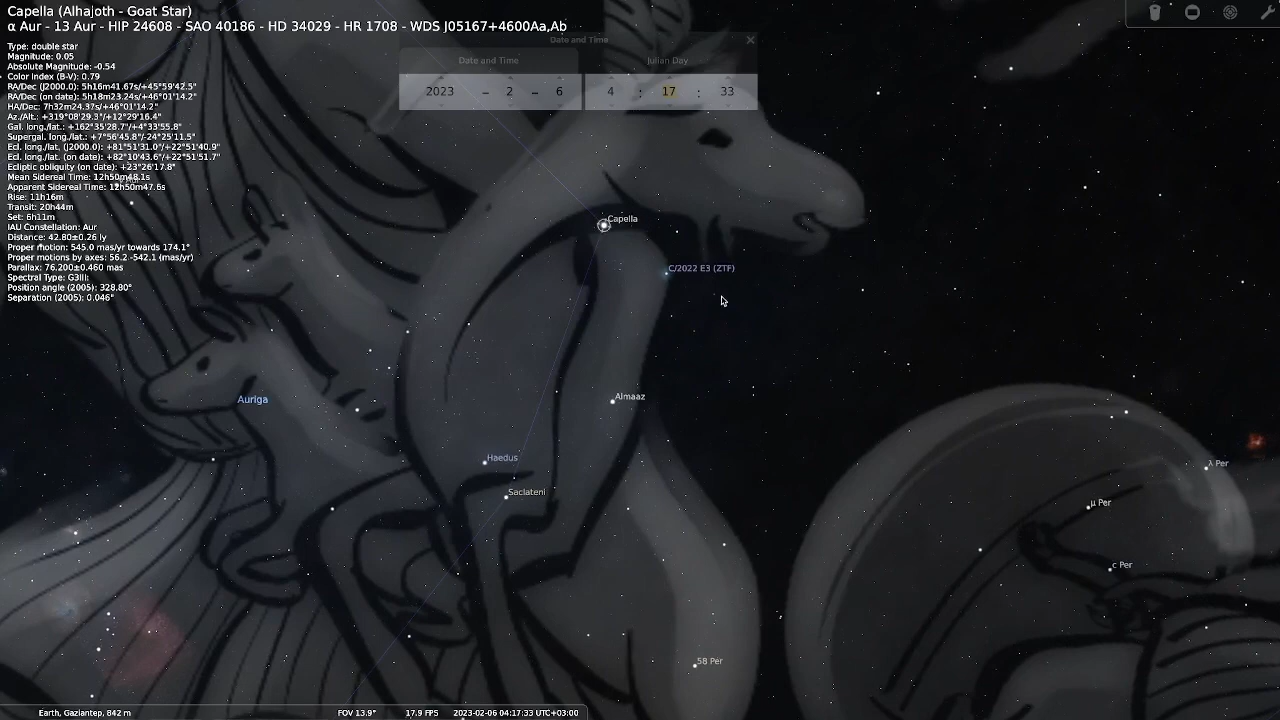 Capella (Alhajoth - Goat Star)
α Aur - 13 Aur - HIP 24608 - SAO 40186 - HD 34029 - HR 1708 - WDS J05167+4600Aa,Ab
Type: double star
Magnitude: 0.05
Absolute Magnitude: -0.54
Color Index (B-V): 0.79
RA/Dec (J2000.0): 5h16m41.67s/+45°59'42.5"
RA/Dec (on date): 5h18m23.24s/+46°01'14.2"
HA/Dec: 7h32m24.37s/+46°01'14.2"
Az./Alt.: +319°08'29.3"/+12°29'16.4"
Gal. long./lat.: +162°35'28.7"/+4°33'55.8"
Supergal. long./lat.: +7°56'45.8"/-24°25'11.5"
Ecl. long./lat. (J2000.0): +81°51'31.0"/+22°51'40.9"
Ecl. long./lat. (on date): +82°10'43.6"/+22°51'51.7"
Ecliptic obliquity (on date): +23°26'17.8"
Mean Sidereal Time: 12h50m48.1s
Apparent Sidereal Time: 12h50m47.6s
Rise: 11h16m
Transit: 20h44m
Set: 6h11m
IAU Constellation: Aur
Distance: 42.80±0.26 ly
Proper motion: 545.0 mas/yr towards 174.1°
Proper motions by axes: 56.2 -542.1 (mas/yr)
Parallax: 76.200±0.460 mas
Spectral Type: G3III:
Position angle (2005): 328.80°
Separation (2005): 0.046"
Date and Time
Date and Time Julian Day
2023 - 2 - 6 4 : 17 : 33
Capella
C/2022 E3 (ZTF)
Almaaz
Auriga
Haedus
Saclateni
λ Per
μ Per
c Per
58 Per
Earth, Gaziantep, 842 m FOV 13.9° 17.9 FPS 2023-02-06 04:17:33 UTC+03:00